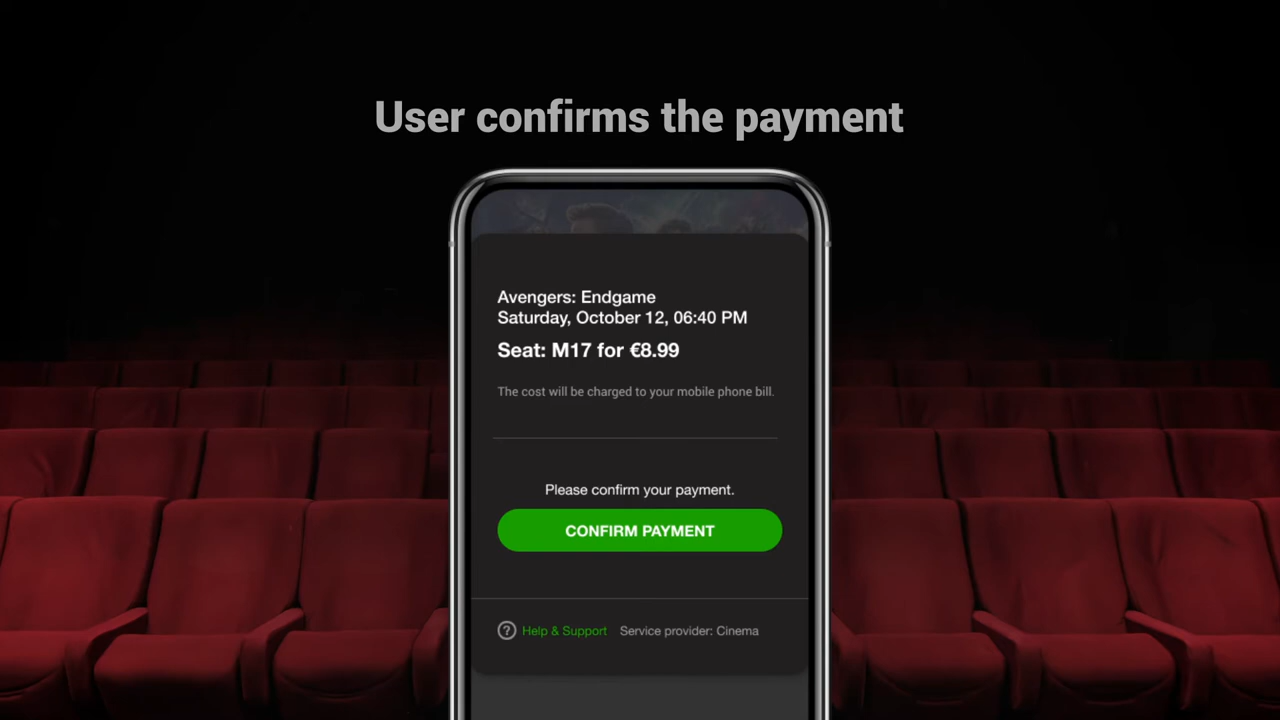 User confirms the payment
Avengers: Endgame
Saturday, October 12, 06:40 PM
Seat: M17 for €8.99
The cost will be charged to your mobile phone bill.
Please confirm your payment.
CONFIRM PAYMENT
? Help & Support Service provider: Cinema